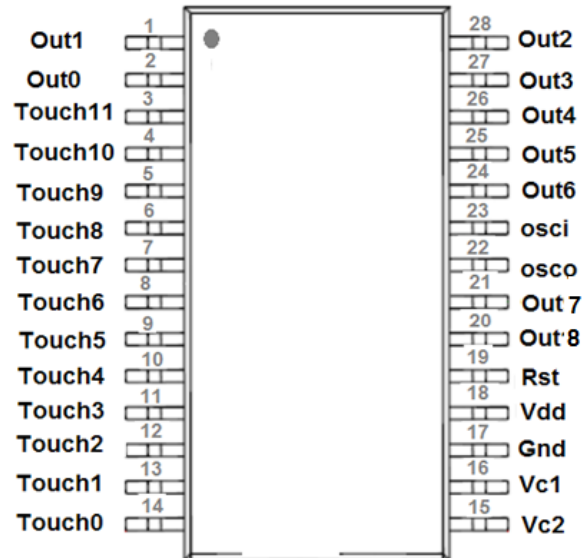 Out1 1 28 Out2
Out0 2 27 Out3
Touch11 3 26 Out4
Touch10 4 25 Out5
Touch9 5 24 Out6
Touch8 6 23 osci
Touch7 7 22 osco
Touch6 8 21 Out 7
Touch5 9 20 Out 8
Touch4 10 19 Rst
Touch3 11 18 Vdd
Touch2 12 17 Gnd
Touch1 13 16 Vc1
Touch0 14 15 Vc2